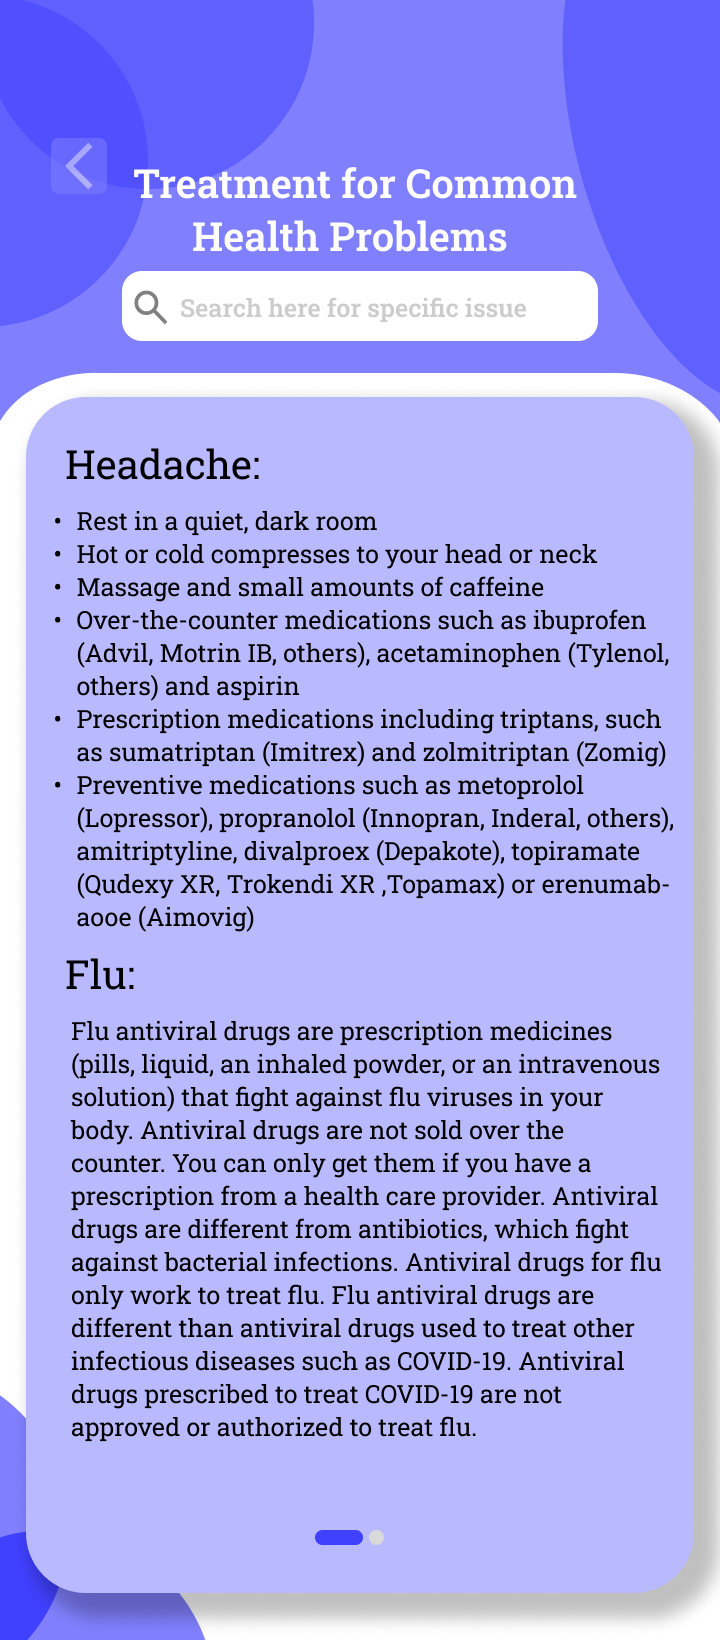 Treatment for Common
Health Problems
Search here for specific issue
Headache:
• Rest in a quiet, dark room
• Hot or cold compresses to your head or neck
• Massage and small amounts of caffeine
• Over-the-counter medications such as ibuprofen
(Advil, Motrin IB, others), acetaminophen (Tylenol,
others) and aspirin
• Prescription medications including triptans, such
as sumatriptan (Imitrex) and zolmitriptan (Zomig)
• Preventive medications such as metoprolol
(Lopressor), propranolol (Innopran, Inderal, others),
amitriptyline, divalproex (Depakote), topiramate
(Qudexy XR, Trokendi XR ,Topamax) or erenumab-
aooe (Aimovig)
Flu:
Flu antiviral drugs are prescription medicines
(pills, liquid, an inhaled powder, or an intravenous
solution) that fight against flu viruses in your
body. Antiviral drugs are not sold over the
counter. You can only get them if you have a
prescription from a health care provider. Antiviral
drugs are different from antibiotics, which fight
against bacterial infections. Antiviral drugs for flu
only work to treat flu. Flu antiviral drugs are
different than antiviral drugs used to treat other
infectious diseases such as COVID-19. Antiviral
drugs prescribed to treat COVID-19 are not
approved or authorized to treat flu.